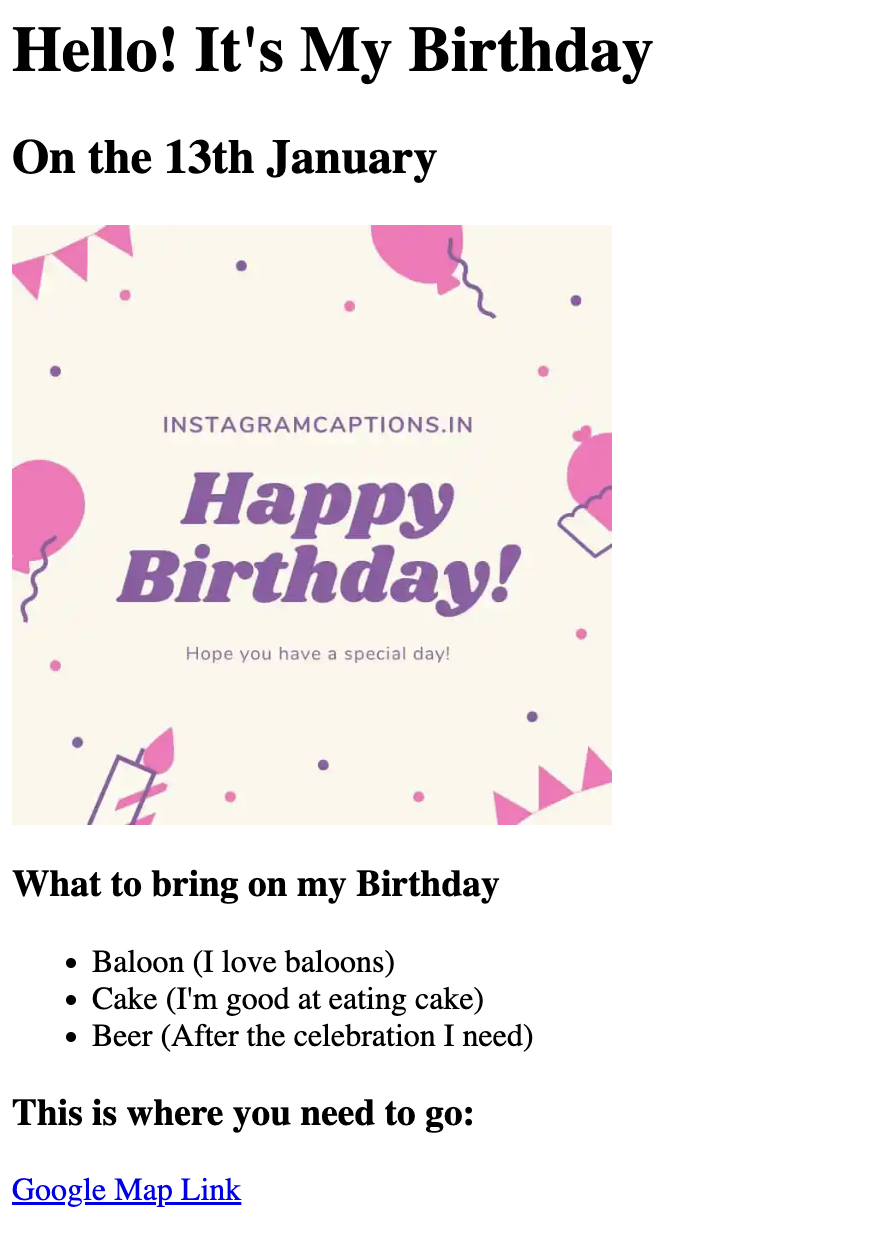 Hello! It's My Birthday
On the 13th January
INSTAGRAMCAPTIONS.IN
Happy
Birthday!
Hope you have a special day!
What to bring on my Birthday
• Baloon (I love baloons)
• Cake (I'm good at eating cake)
• Beer (After the celebration I need)
This is where you need to go:
Google Map Link